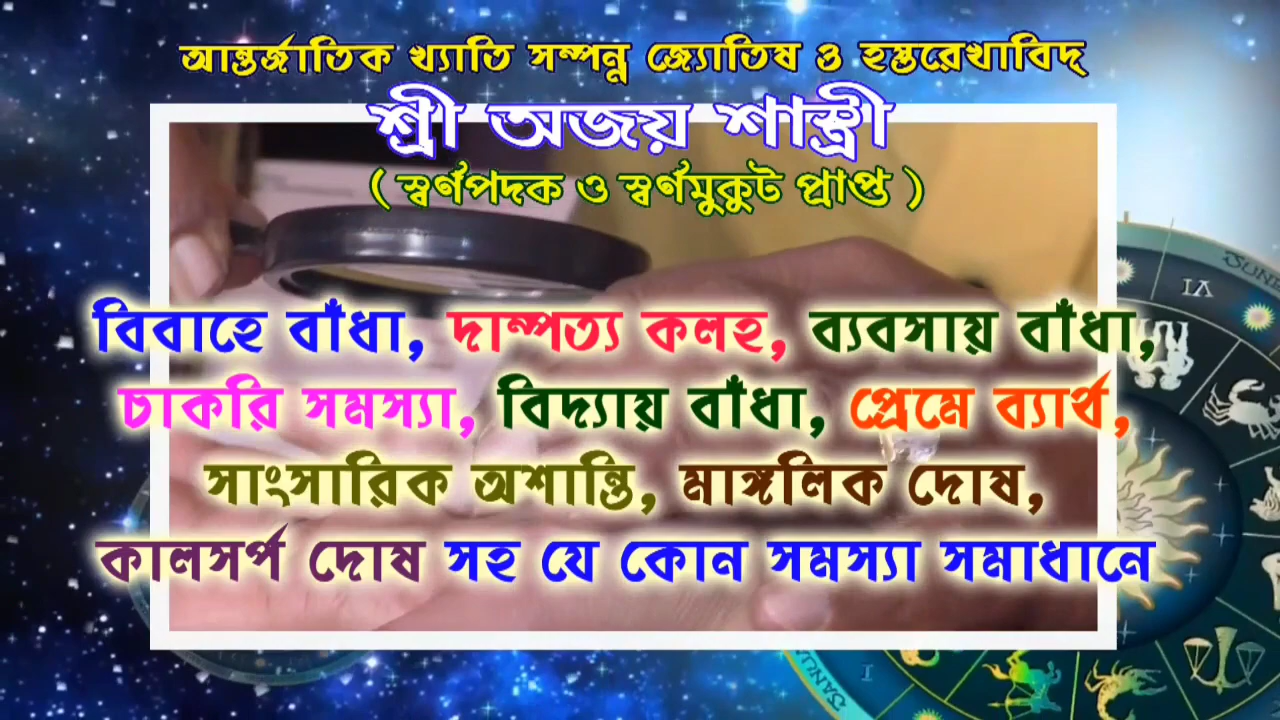 আন্তর্জাতিক খ্যাতি সম্পন্ন জ্যোতিষ ও হস্তরেখাবিদ্
শ্রী অজয় শাস্ত্রী
( স্বর্ণপদক ও স্বর্ণমুকুট প্রাপ্ত )
বিবাহে বাঁধা, দাম্পত্য কলহ, ব্যবসায় বাঁধা,
চাকরি সমস্যা, বিদ্যায় বাঁধা, প্রেমে ব্যার্থ,
সাংসারিক অশান্তি, মাঙ্গলিক দোষ,
কালসর্প দোষ সহ যে কোন সমস্যা সমাধানে
VI
I